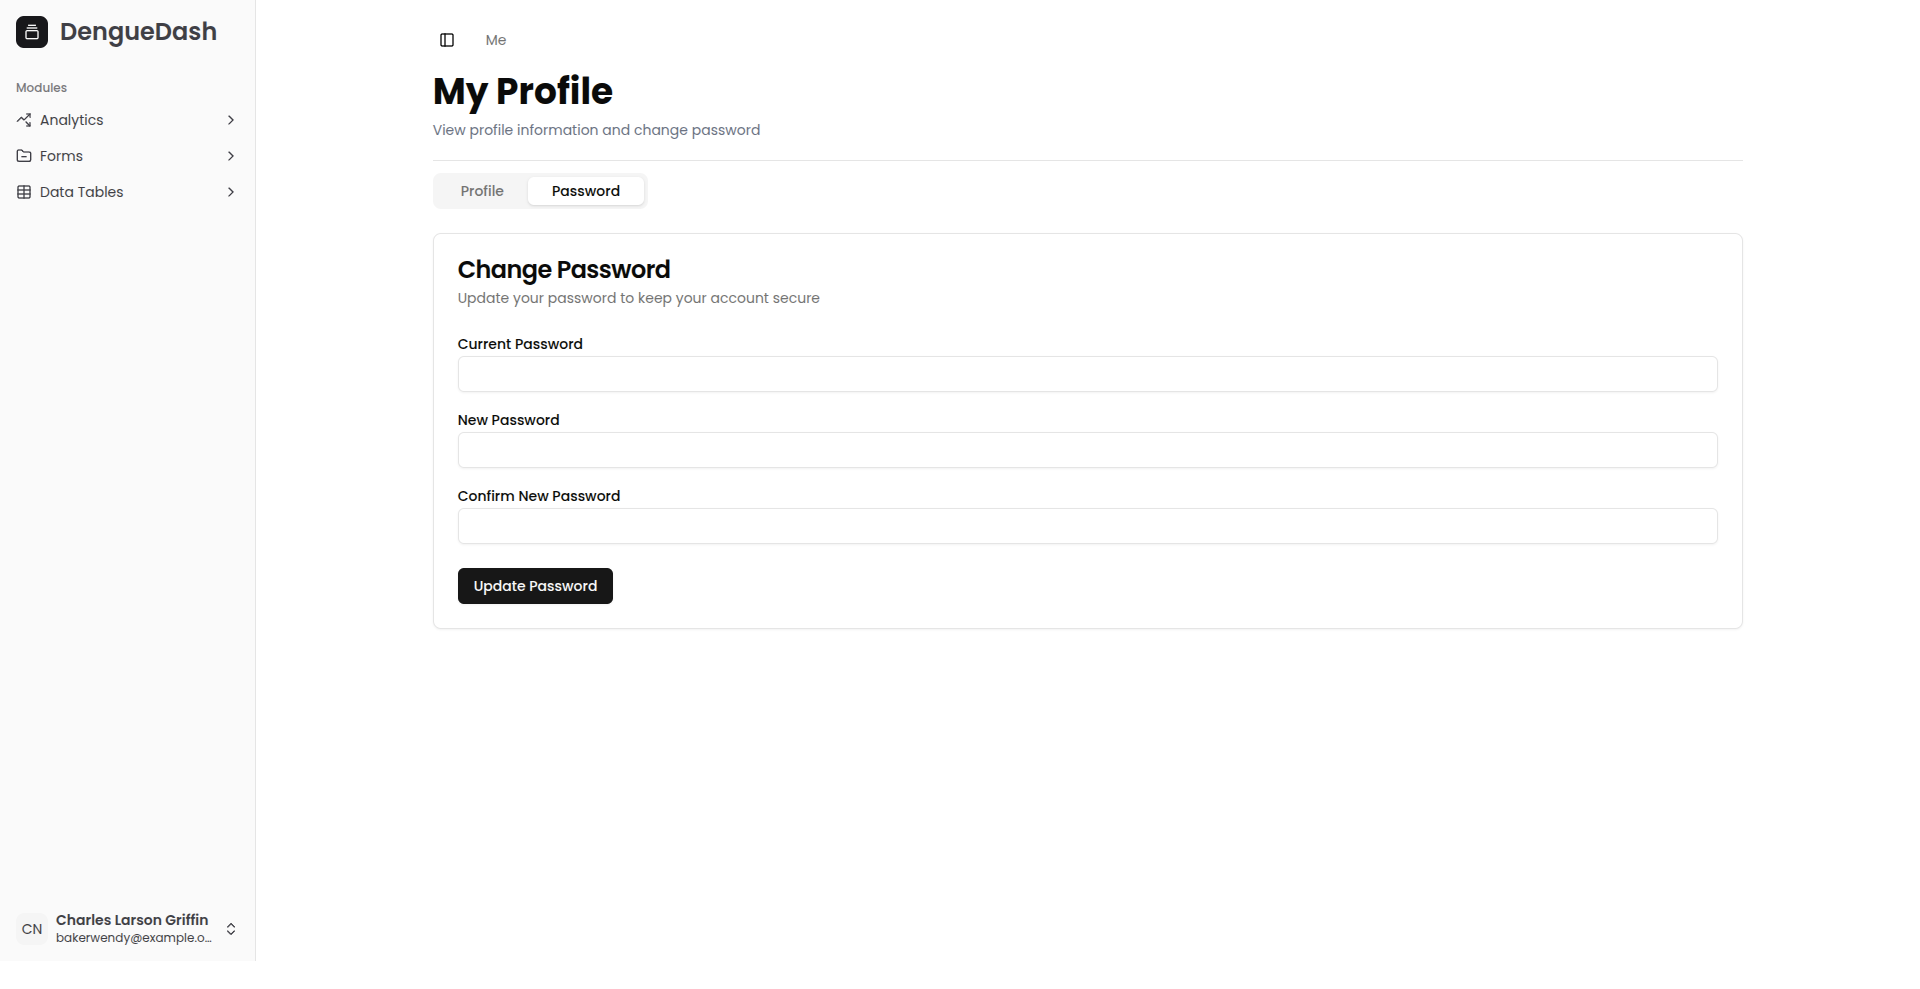 DengueDash
Modules
Analytics
Forms
Data Tables
CN
Charles Larson Griffin
bakerwendy@example.o...
Me
My Profile
View profile information and change password
Profile
Password
Change Password
Update your password to keep your account secure
Current Password
New Password
Confirm New Password
Update Password